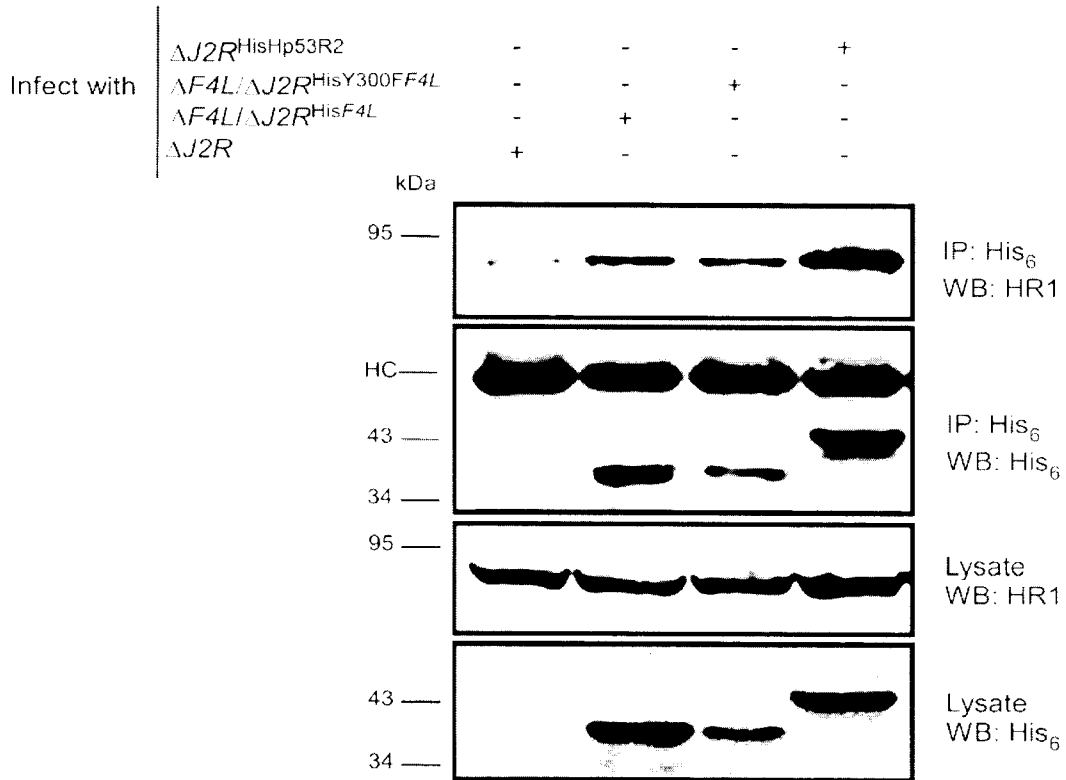 Infect with
ΔJ2R^HisHp53R2 - - - +
ΔF4L/ΔJ2R^HisY300FF4L - - + -
ΔF4L/ΔJ2R^HisF4L - + - -
ΔJ2R + - - -
kDa
95
IP: His₆
WB: HR1
HC
43
34
IP: His₆
WB: His₆
95
Lysate
WB: HR1
43
34
Lysate
WB: His₆